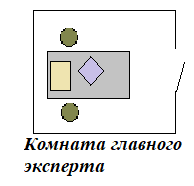 Комната главного
эксперта